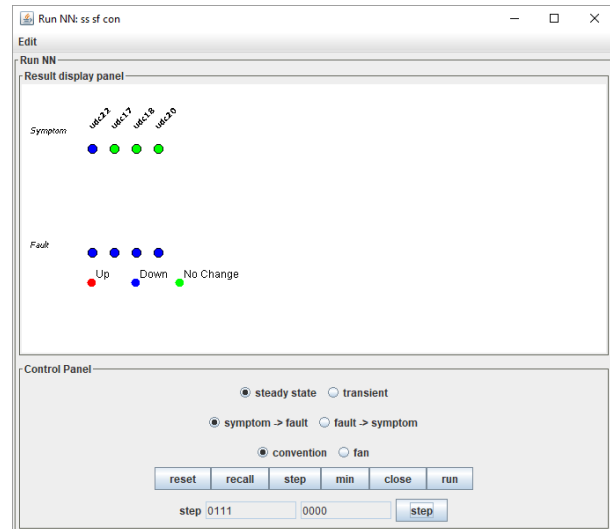 Run NN: ss sf con
Edit
Run NN
Result display panel
udc22 udc17 udc18 udc20
Symptom
Fault
Up Down No Change
Control Panel
steady state transient
symptom -> fault fault -> symptom
convention fan
reset recall step min close run
step 0111 0000 step